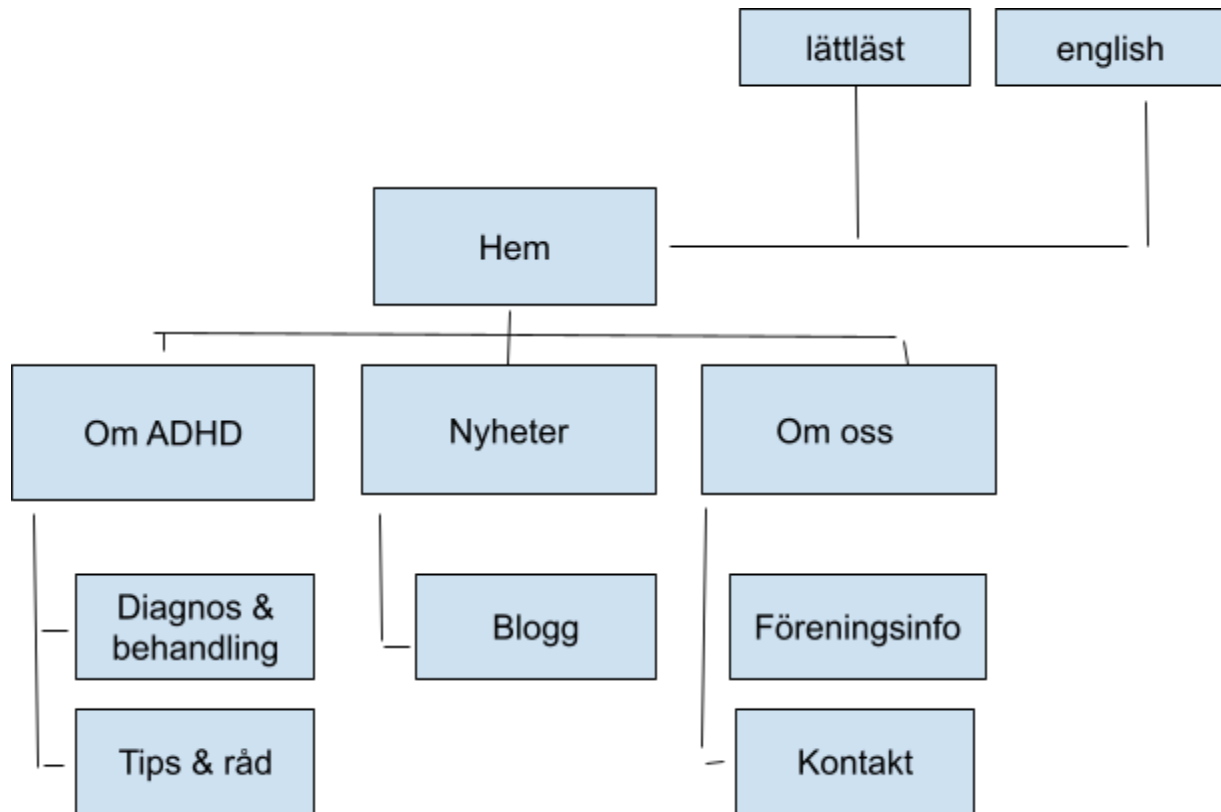 lättläst
english
Hem
Om ADHD
Nyheter
Om oss
Diagnos &
behandling
Blogg
Föreningsinfo
Tips & råd
Kontakt